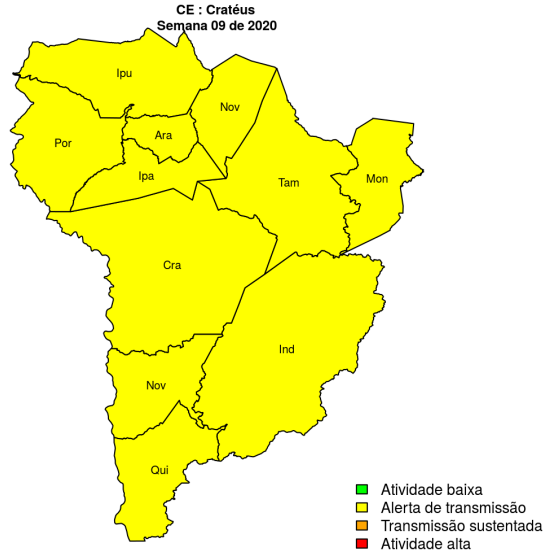 CE : Cratéus
Semana 09 de 2020
Ipu
Nov
Por
Ara
Ipa
Tam
Mon
Cra
Ind
Nov
Qui
Atividade baixa
Alerta de transmissão
Transmissão sustentada
Atividade alta